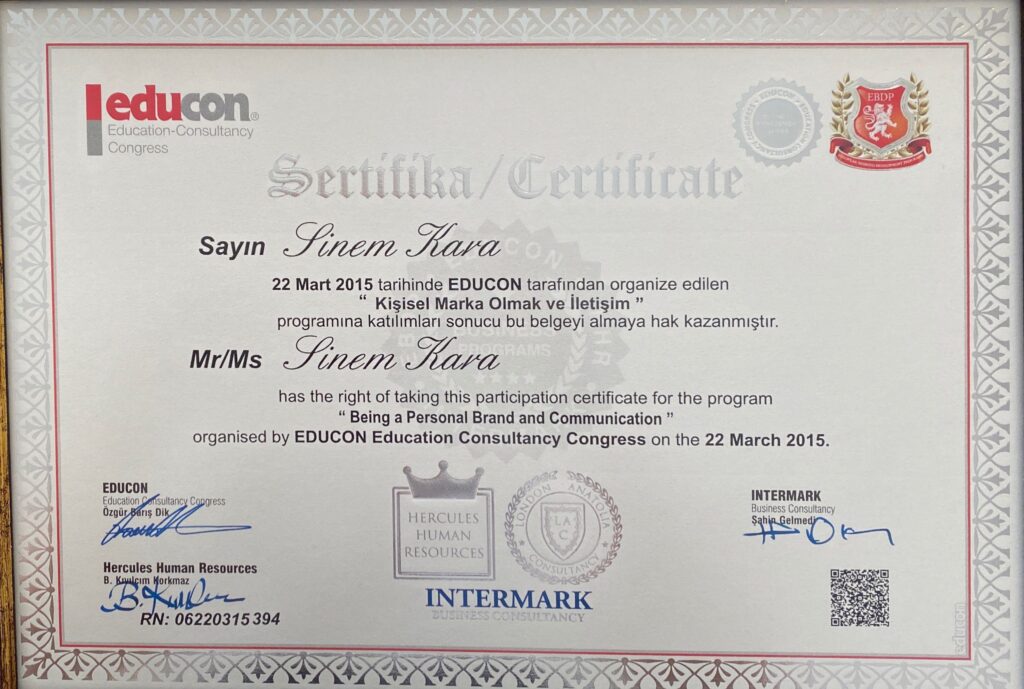 educon®
Education-Consultancy
Congress
EBDP
Sertifika/Certificate
Sayın Sinem Kara
22 Mart 2015 tarihinde EDUCON tarafından organize edilen
“ Kişisel Marka Olmak ve İletişim ”
programına katılımları sonucu bu belgeyi almaya hak kazanmıştır.
PROGRAMS
Mr/Ms Sinem Kara
has the right of taking this participation certificate for the program
“ Being a Personal Brand and Communication ”
organised by EDUCON Education Consultancy Congress on the 22 March 2015.
EDUCON
Education Consultancy Congress
Özgür Barış Dik
Hercules Human Resources
B. Kıvılcım Korkmaz
RN: 06220315394
HERCULES
HUMAN
RESOURCES
LONDON ANATOLIA
LAC
CONSULTANCY
INTERMARK
BUSINESS CONSULTANCY
INTERMARK
Business Consultancy
Şahin Gelmedi
educon